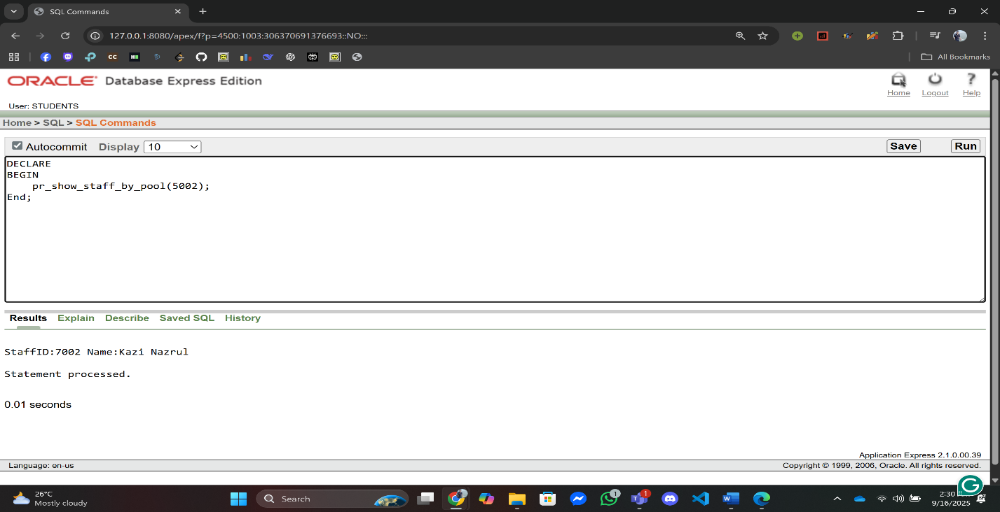 SQL Commands
127.0.0.1:8080/apex/f?p=4500:1003:306370691376693::NO:::
All Bookmarks
ORACLE® Database Express Edition
Home Logout Help
User: STUDENTS
Home > SQL > SQL Commands
Autocommit Display 10 Save Run
DECLARE
BEGIN
    pr_show_staff_by_pool(5002);
End;
Results Explain Describe Saved SQL History
StaffID:7002 Name:Kazi Nazrul
Statement processed.
0.01 seconds
Application Express 2.1.0.00.39
Language: en-us Copyright © 1999, 2006, Oracle. All rights reserved.
26°C
Mostly cloudy
Search
1
1
2:30
9/16/2025